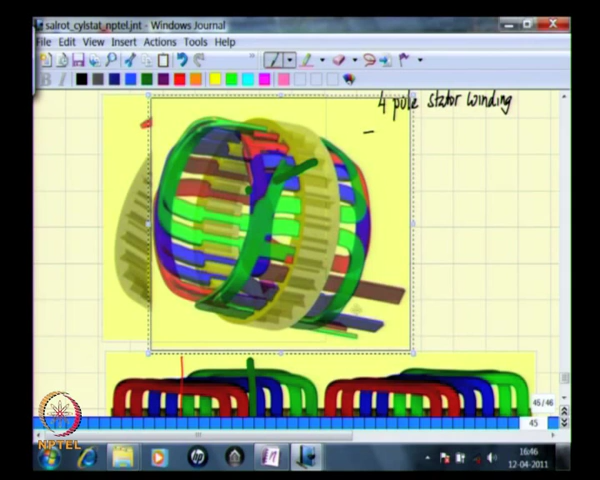 salrot_cylstat_nptel.jnt - Windows Journal
File Edit View Insert Actions Tools Help
4 pole stator winding
45 / 46
45
NPTEL
16:46
12-04-2011